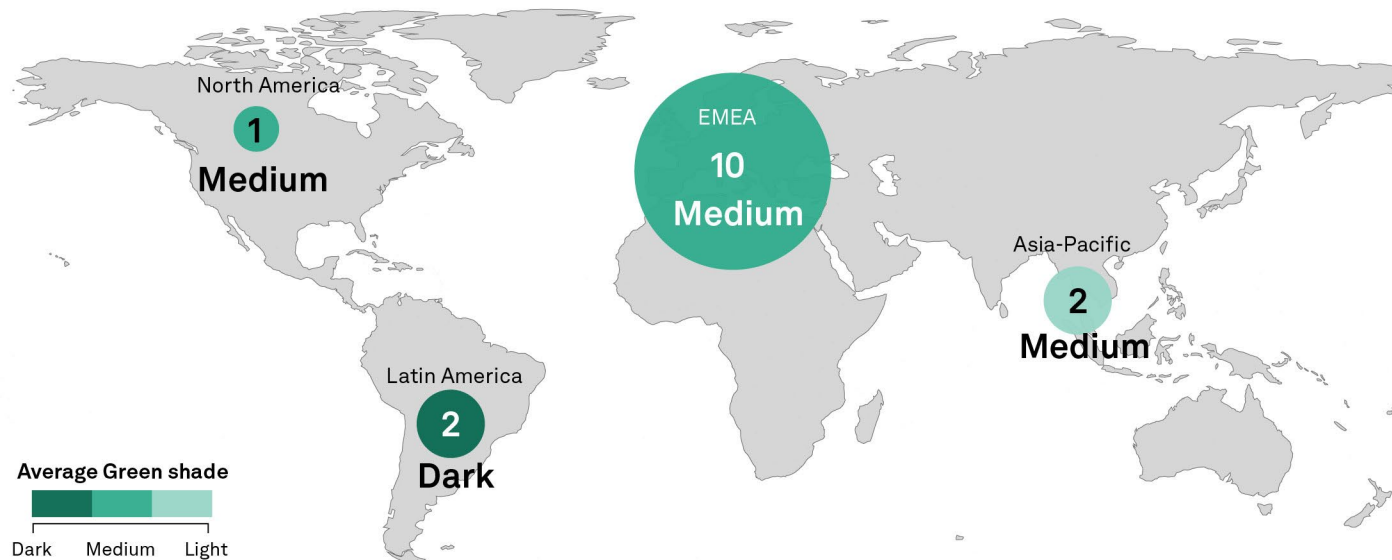 North America
1
Medium
EMEA
10
Medium
Asia-Pacific
2
Medium
Latin America
2
Dark
Average Green shade
Dark Medium Light